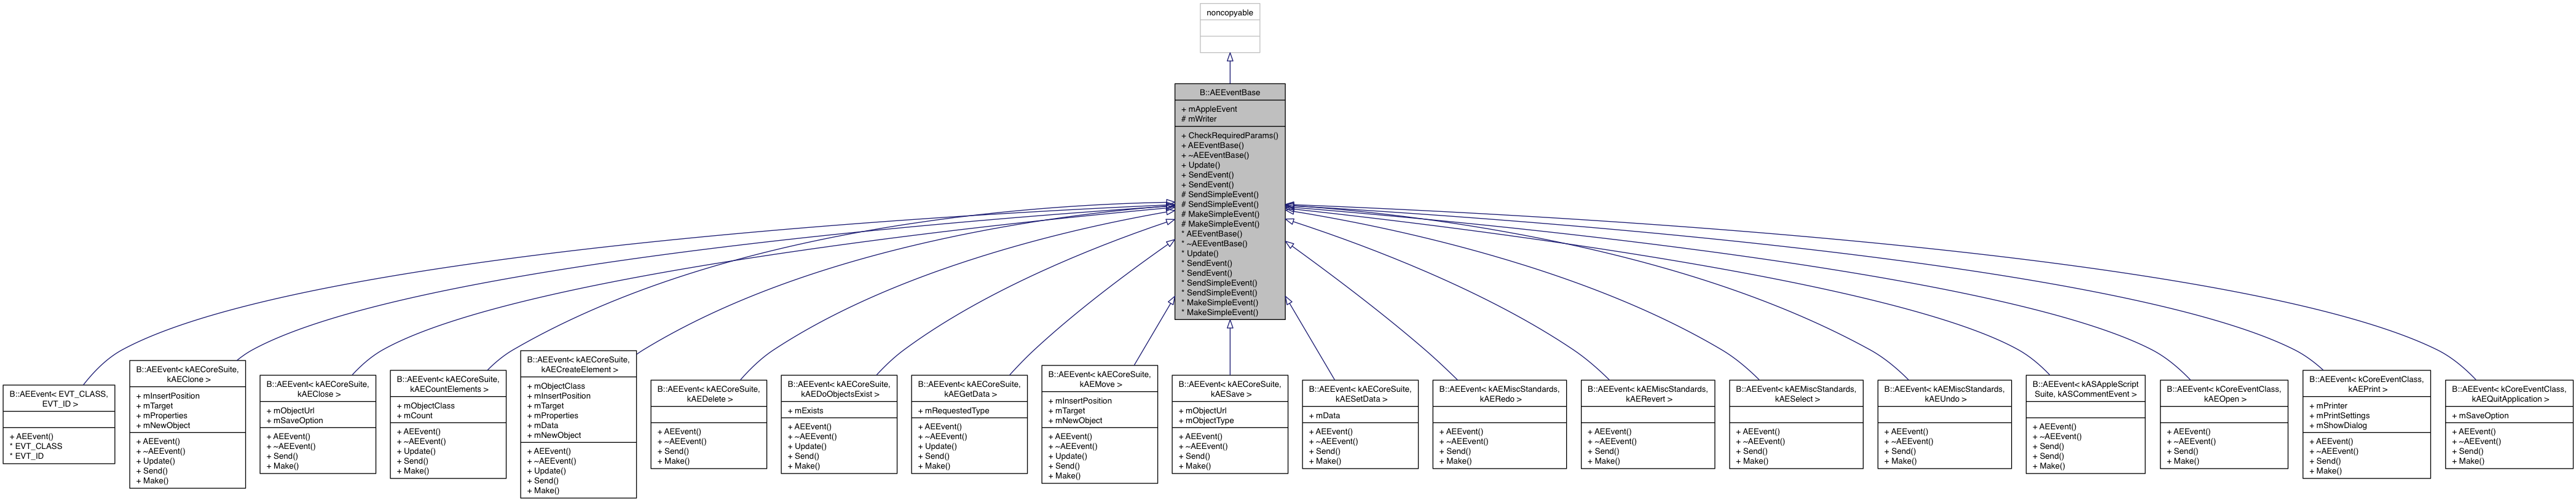 noncopyable
B::AEEventBase
+ mAppleEvent
# mWriter
+ CheckRequiredParams()
+ AEEventBase()
+ ~AEEventBase()
+ Update()
+ SendEvent()
+ SendEvent()
# SendSimpleEvent()
# SendSimpleEvent()
# MakeSimpleEvent()
# MakeSimpleEvent()
* AEEventBase()
* ~AEEventBase()
* Update()
* SendEvent()
* SendEvent()
* SendSimpleEvent()
* SendSimpleEvent()
* MakeSimpleEvent()
* MakeSimpleEvent()
B::AEEvent< EVT_CLASS,
EVT_ID >
+ AEEvent()
* EVT_CLASS
* EVT_ID
B::AEEvent< kAECoreSuite,
kAEClone >
+ mInsertPosition
+ mTarget
+ mProperties
+ mNewObject
+ AEEvent()
+ ~AEEvent()
+ Update()
+ Send()
+ Make()
B::AEEvent< kAECoreSuite,
kAEClose >
+ mObjectUrl
+ mSaveOption
+ AEEvent()
+ ~AEEvent()
+ Send()
+ Make()
B::AEEvent< kAECoreSuite,
kAECountElements >
+ mObjectClass
+ mCount
+ AEEvent()
+ ~AEEvent()
+ Update()
+ Send()
+ Make()
B::AEEvent< kAECoreSuite,
kAECreateElement >
+ mObjectClass
+ mInsertPosition
+ mTarget
+ mProperties
+ mData
+ mNewObject
+ AEEvent()
+ ~AEEvent()
+ Update()
+ Send()
+ Make()
B::AEEvent< kAECoreSuite,
kAEDelete >
+ AEEvent()
+ ~AEEvent()
+ Send()
+ Make()
B::AEEvent< kAECoreSuite,
kAEDoObjectsExist >
+ mExists
+ AEEvent()
+ ~AEEvent()
+ Update()
+ Send()
+ Make()
B::AEEvent< kAECoreSuite,
kAEGetData >
+ mRequestedType
+ AEEvent()
+ ~AEEvent()
+ Update()
+ Send()
+ Make()
B::AEEvent< kAECoreSuite,
kAEMove >
+ mInsertPosition
+ mTarget
+ mNewObject
+ AEEvent()
+ ~AEEvent()
+ Update()
+ Send()
+ Make()
B::AEEvent< kAECoreSuite,
kAESave >
+ mObjectUrl
+ mObjectType
+ AEEvent()
+ ~AEEvent()
+ Send()
+ Make()
B::AEEvent< kAECoreSuite,
kAESetData >
+ mData
+ AEEvent()
+ ~AEEvent()
+ Send()
+ Make()
B::AEEvent< kAEMiscStandards,
kAERedo >
+ AEEvent()
+ ~AEEvent()
+ Send()
+ Make()
B::AEEvent< kAEMiscStandards,
kAERevert >
+ AEEvent()
+ ~AEEvent()
+ Send()
+ Make()
B::AEEvent< kAEMiscStandards,
kAESelect >
+ AEEvent()
+ ~AEEvent()
+ Send()
+ Make()
B::AEEvent< kAEMiscStandards,
kAEUndo >
+ AEEvent()
+ ~AEEvent()
+ Send()
+ Make()
B::AEEvent< kASAppleScript
Suite, kASCommentEvent >
+ AEEvent()
+ ~AEEvent()
+ Send()
+ Send()
+ Make()
B::AEEvent< kCoreEventClass,
kAEOpen >
+ AEEvent()
+ ~AEEvent()
+ Send()
+ Make()
B::AEEvent< kCoreEventClass,
kAEPrint >
+ mPrinter
+ mPrintSettings
+ mShowDialog
+ AEEvent()
+ ~AEEvent()
+ Send()
+ Make()
B::AEEvent< kCoreEventClass,
kAEQuitApplication >
+ mSaveOption
+ AEEvent()
+ ~AEEvent()
+ Send()
+ Make()